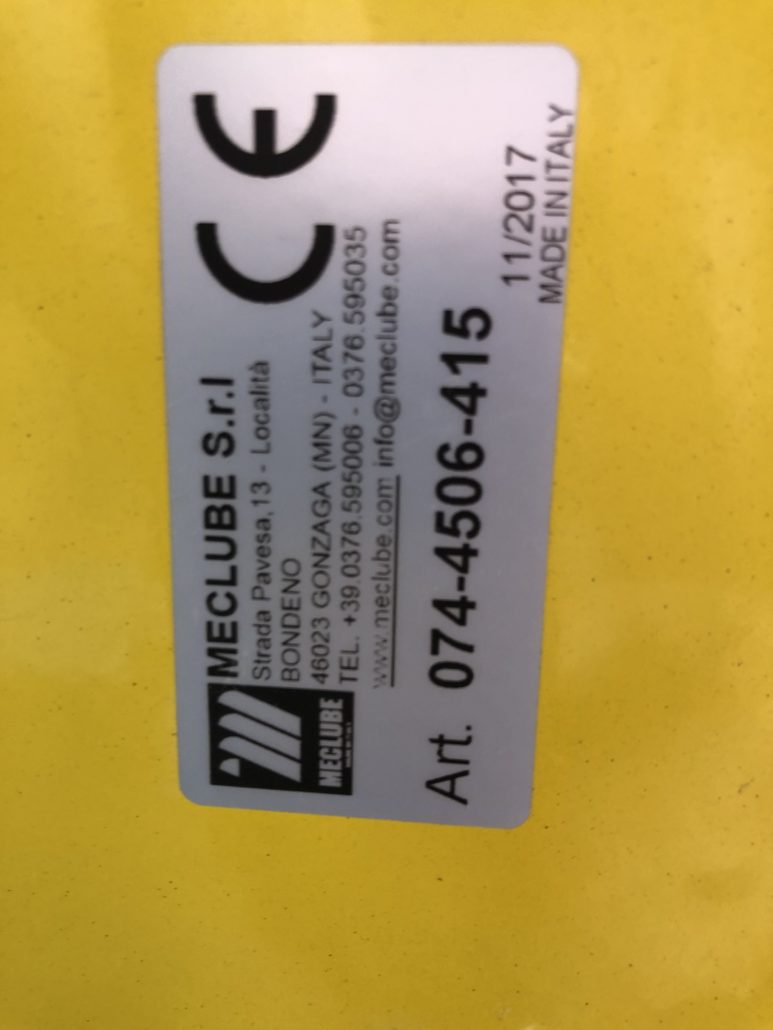 MECLUBE S.r.l
Strada Pavesa,13 - Località
BONDENO
46023 GONZAGA (MN) - ITALY
TEL. +39.0376.595006 - 0376.595035
www.meclube.com info@meclube.com
MECLUBE
Art. 074-4506-415
11/2017
MADE IN ITALY
CE